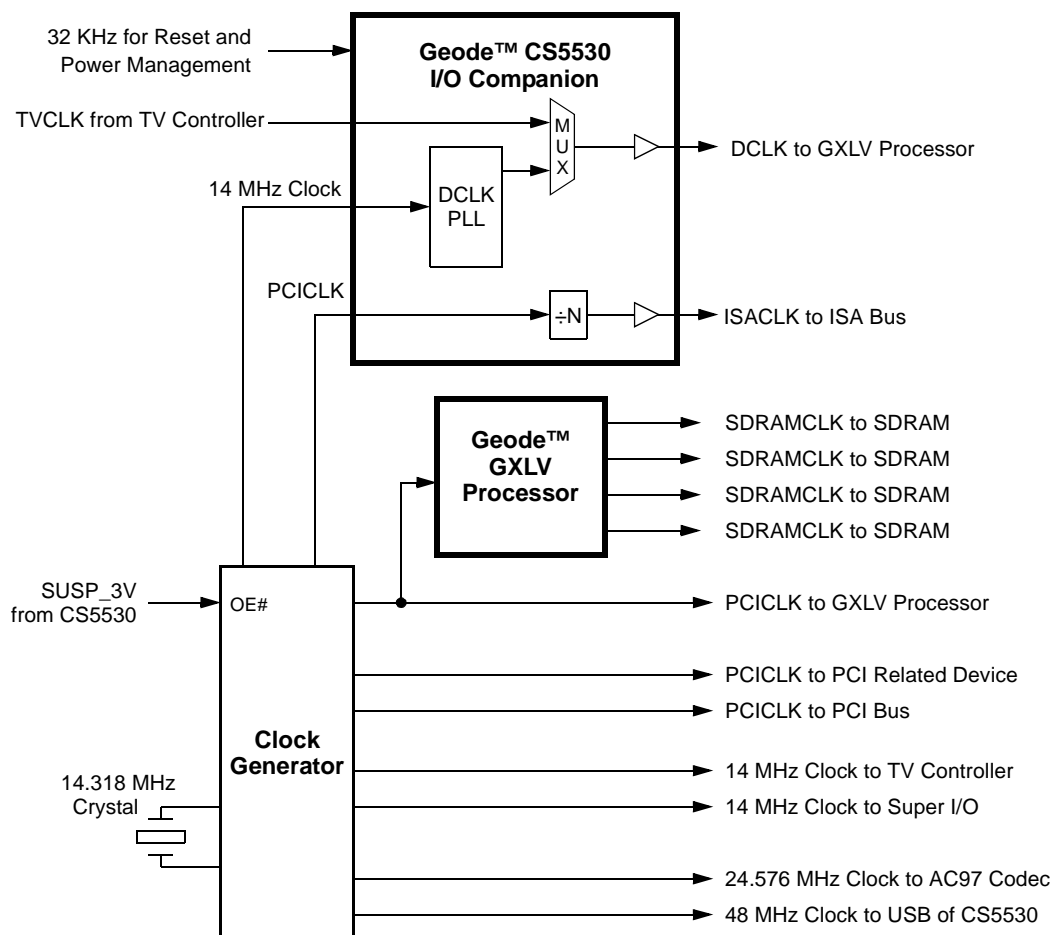 32 KHz for Reset and
Power Management
Geode™ CS5530
I/O Companion
TVCLK from TV Controller
M
U
X
DCLK to GXLV Processor
14 MHz Clock
DCLK
PLL
PCICLK
÷N
ISACLK to ISA Bus
Geode™
GXLV
Processor
SDRAMCLK to SDRAM
SDRAMCLK to SDRAM
SDRAMCLK to SDRAM
SDRAMCLK to SDRAM
SUSP_3V
from CS5530
OE#
PCICLK to GXLV Processor
PCICLK to PCI Related Device
PCICLK to PCI Bus
Clock
Generator
14.318 MHz
Crystal
14 MHz Clock to TV Controller
14 MHz Clock to Super I/O
24.576 MHz Clock to AC97 Codec
48 MHz Clock to USB of CS5530